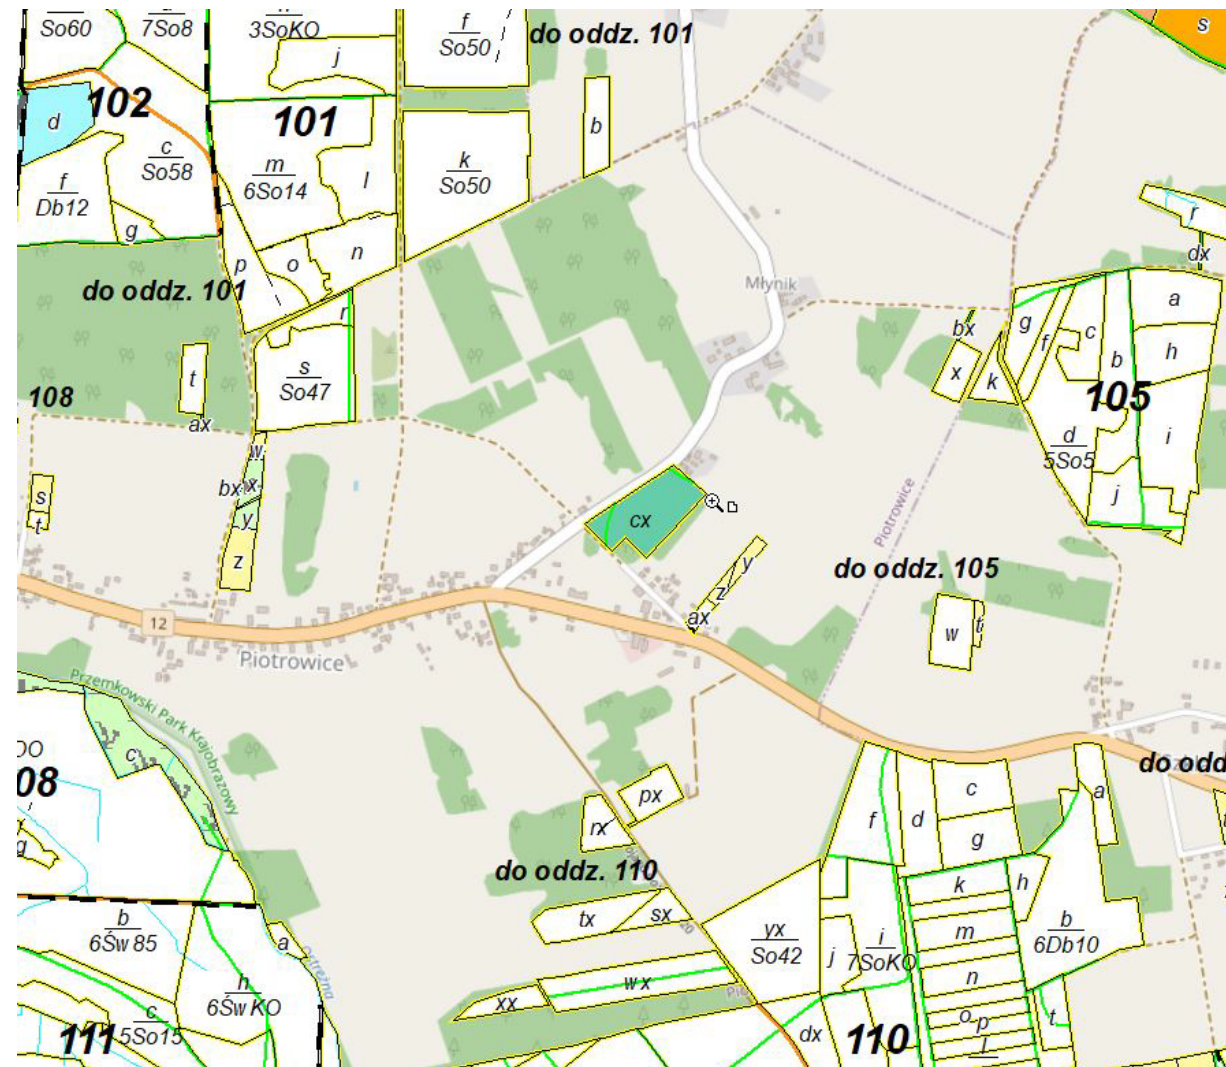 So60
7So8
3SoKO
j
f
So50
do oddz. 101
s
102
101
d
c
So58
m
6So14
l
k
So50
b
f
Db12
g
p
o
n
r
dx
do oddz. 101
Młynik
a
r
s
So47
t
ax
108
bx
g
f
c
b
h
x
k
105
d
5So5
i
j
w
bx
x
y
z
s
t
cx
Piotrowice
do oddz. 105
y
z
ax
w
t
12
Piotrowice
Przemkowski Park Krajobrazowy
c
08
g
do odd
px
rx
do oddz. 110
f
d
c
g
a
k
h
m
n
o
p
l
b
6Db10
t
tx
sx
yx
So42
j
i
7SoKO
wx
xx
dx
110
b
6Św85
a
h
6ŚwKO
c
5So15
111